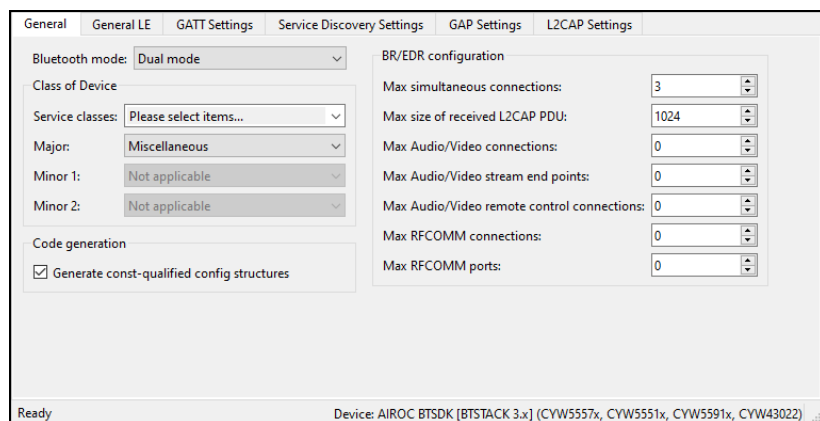 General General LE GATT Settings Service Discovery Settings GAP Settings L2CAP Settings
Bluetooth mode: Dual mode
Class of Device
Service classes: Please select items...
Major: Miscellaneous
Minor 1: Not applicable
Minor 2: Not applicable
Code generation
Generate const-qualified config structures
BR/EDR configuration
Max simultaneous connections: 3
Max size of received L2CAP PDU: 1024
Max Audio/Video connections: 0
Max Audio/Video stream end points: 0
Max Audio/Video remote control connections: 0
Max RFCOMM connections: 0
Max RFCOMM ports: 0
Ready Device: AIROC BTSDK [BTSTACK 3.x] (CYW5557x, CYW5551x, CYW5591x, CYW43022)